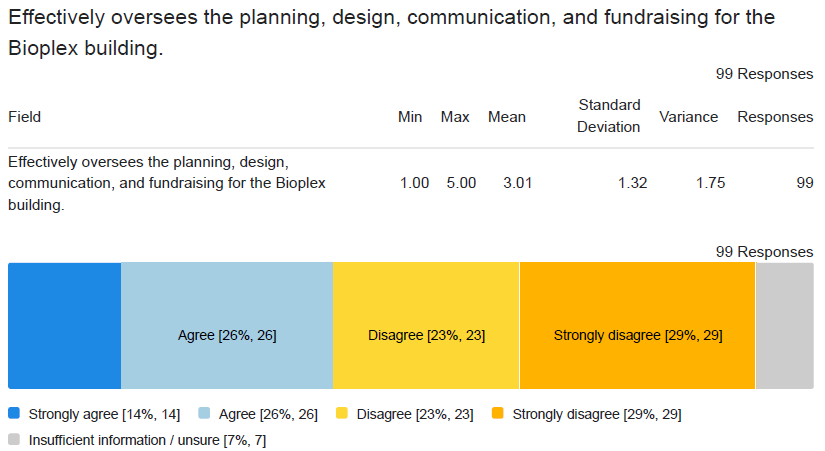 Effectively oversees the planning, design, communication, and fundraising for the
Bioplex building.
99 Responses
Field Min Max Mean Standard Deviation Variance Responses
Effectively oversees the planning, design,
communication, and fundraising for the Bioplex
building.
1.00 5.00 3.01 1.32 1.75 99
99 Responses
Agree [26%, 26] Disagree [23%, 23] Strongly disagree [29%, 29]
Strongly agree [14%, 14] Agree [26%, 26] Disagree [23%, 23] Strongly disagree [29%, 29]
Insufficient information / unsure [7%, 7]